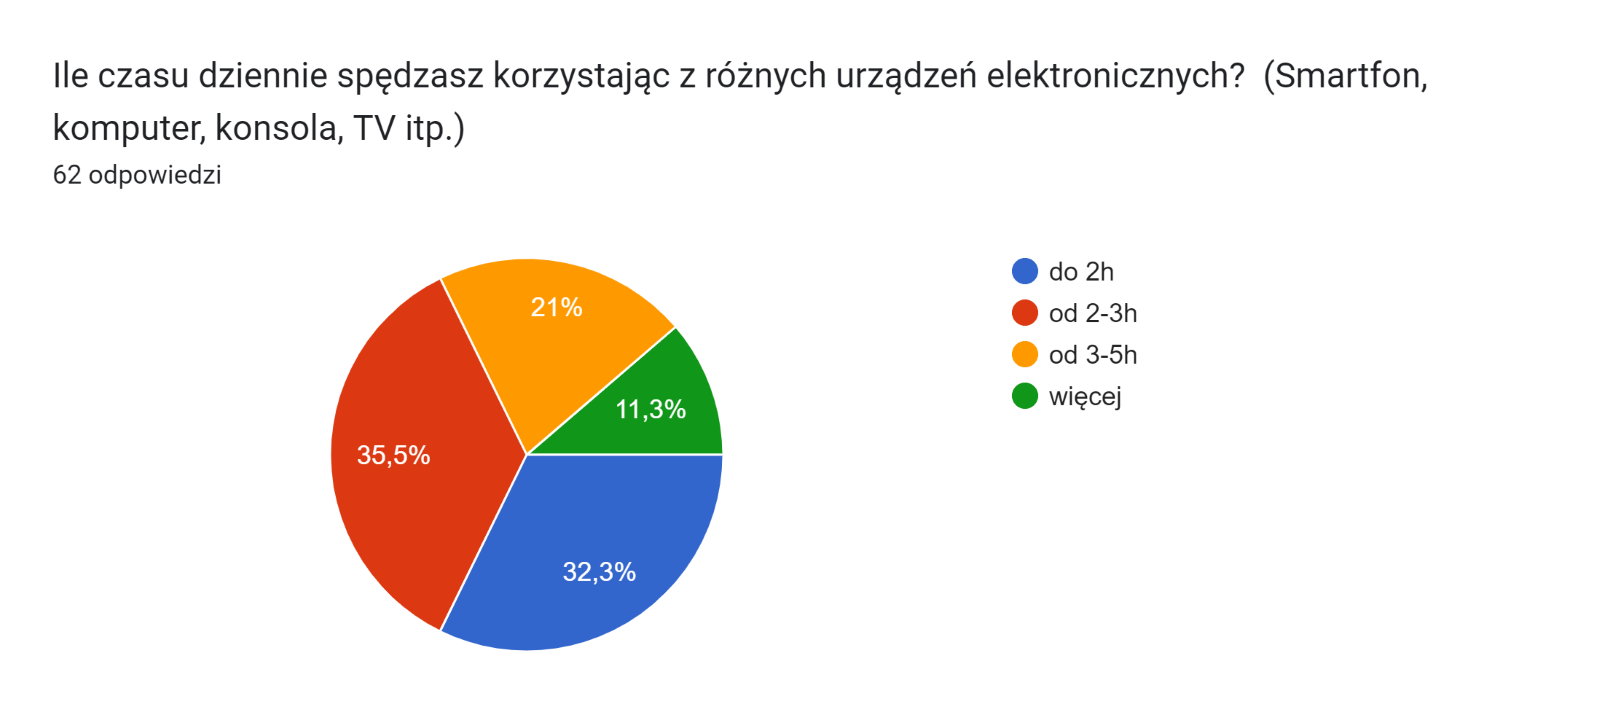 Ile czasu dziennie spędzasz korzystając z różnych urządzeń elektronicznych?  (Smartfon,
komputer, konsola, TV itp.)
62 odpowiedzi
do 2h
od 2-3h
od 3-5h
więcej
21%
11,3%
35,5%
32,3%